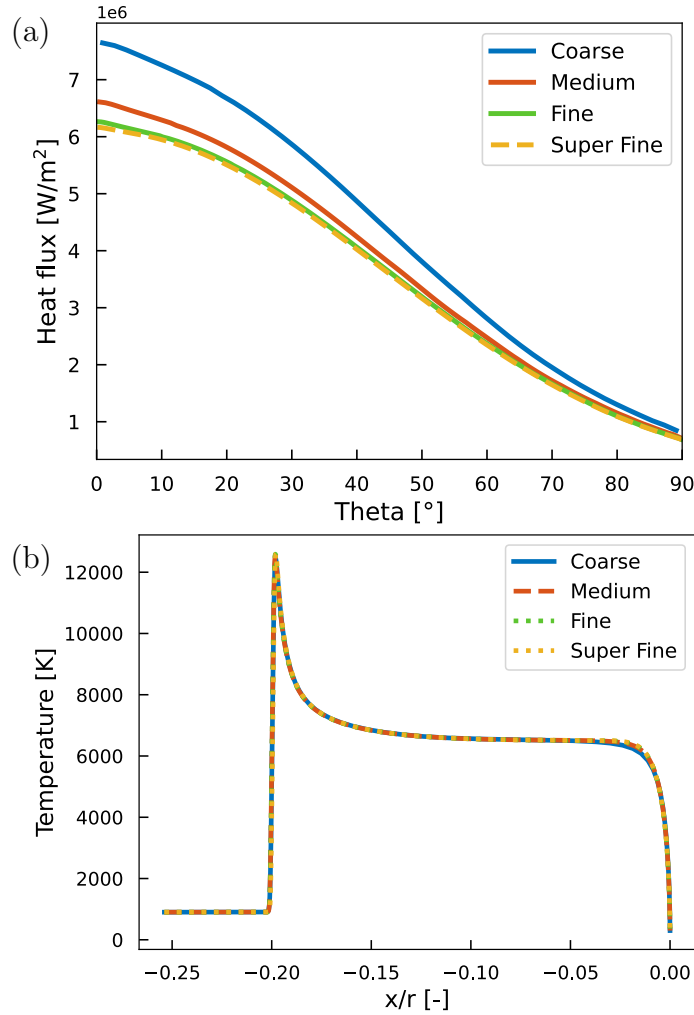 (a)
1e6
7
6
5
4
3
2
1
Heat flux [W/m²]
Coarse
Medium
Fine
Super Fine
0 10 20 30 40 50 60 70 80 90
Theta [°]
(b)
12000
10000
8000
6000
4000
2000
0
Temperature [K]
Coarse
Medium
Fine
Super Fine
−0.25 −0.20 −0.15 −0.10 −0.05 0.00
x/r [-]